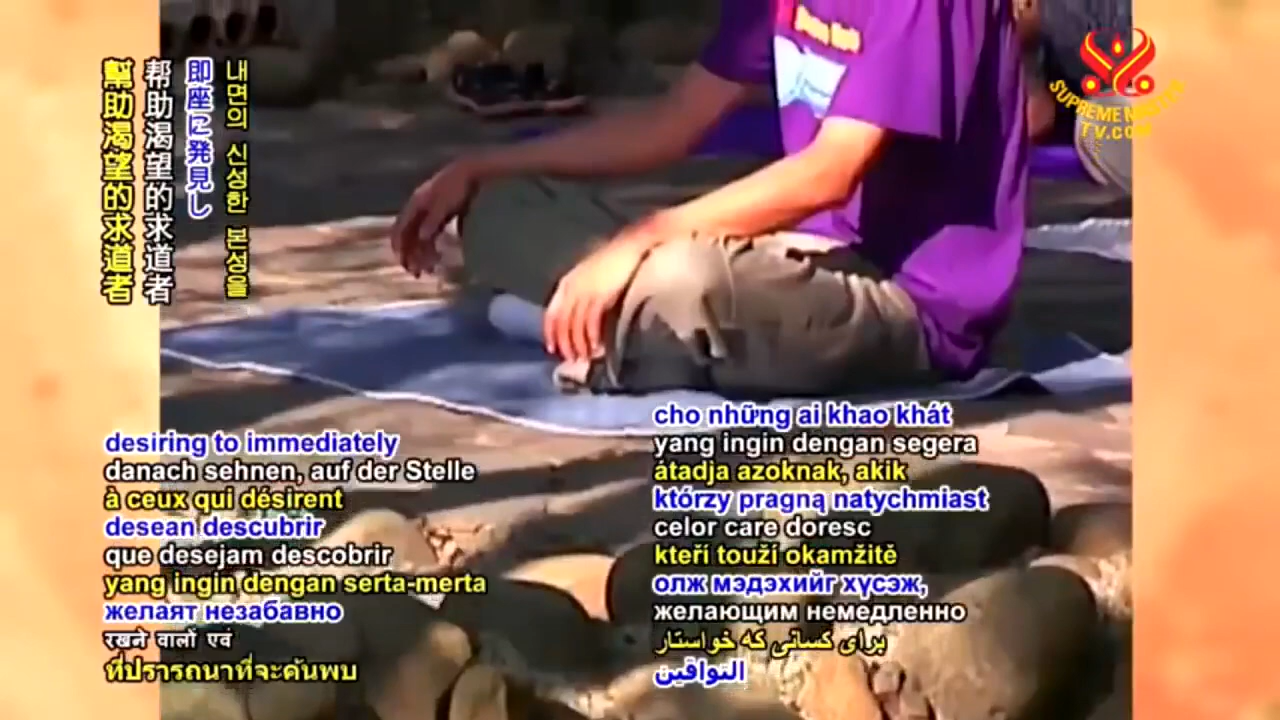 SUPREME MASTER
TV.COM
幫助渴望的求道者
帮助渴望的求道者
即座に発見し
내면의 신성한 본성을
desiring to immediately
danach sehnen, auf der Stelle
à ceux qui désirent
desean descubrir
que desejam descobrir
yang ingin dengan serta-merta
желаят незабавно
रखने वालों एवं
ที่ปรารถนาที่จะค้นพบ
cho những ai khao khát
yang ingin dengan segera
átadja azoknak, akik
którzy pragną natychmiast
celor care doresc
kteří touží okamžitě
олж мэдэхийг хүсэж,
желающим немедленно
برای کسانی که خواستار
التواقين